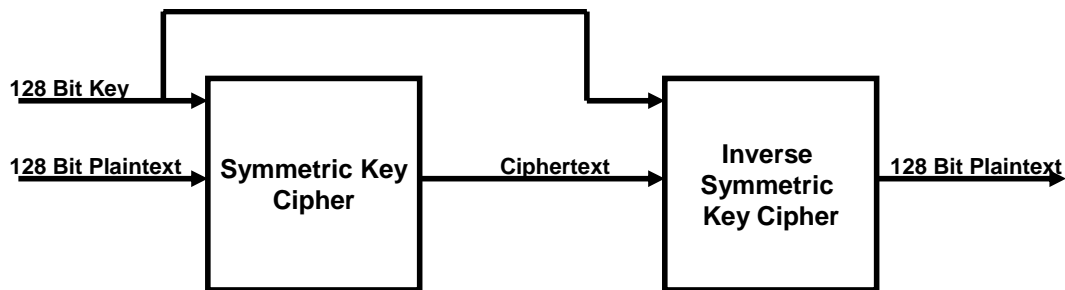 128 Bit Key
128 Bit Plaintext
Symmetric Key
Cipher
Ciphertext
Inverse
Symmetric
Key Cipher
128 Bit Plaintext